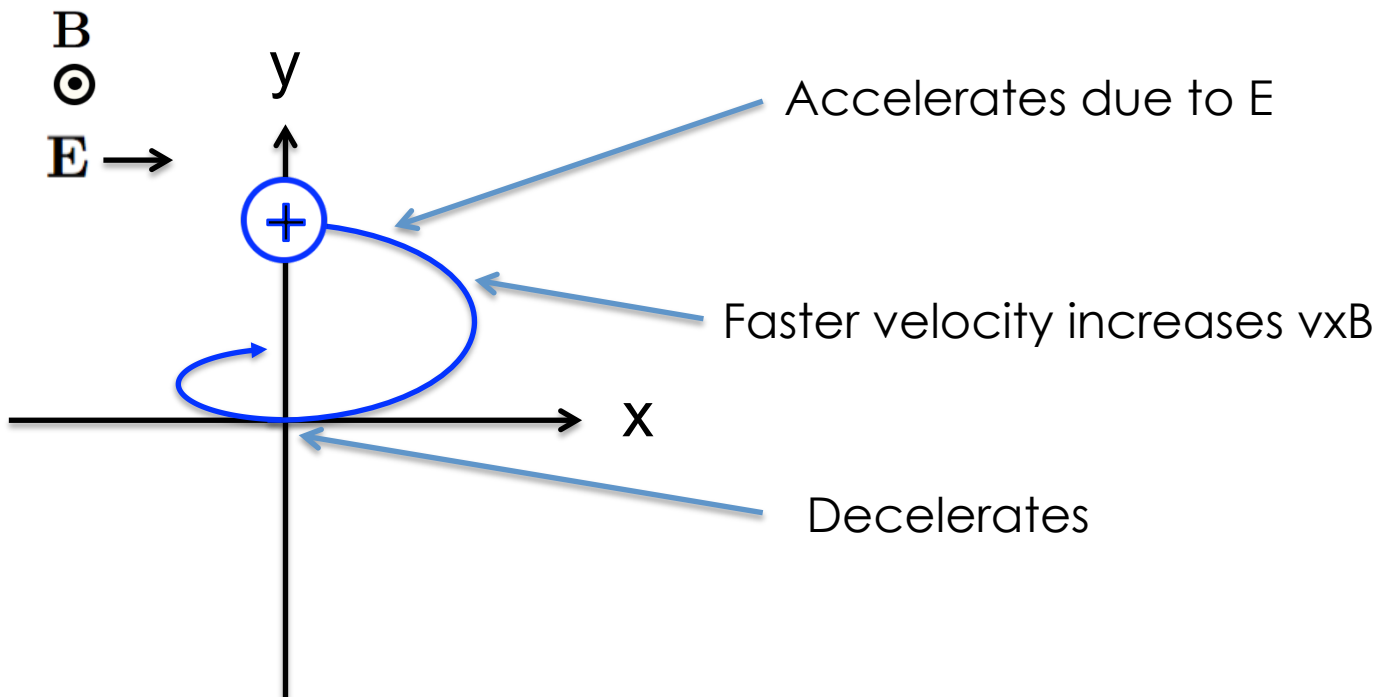 B
y
Accelerates due to E
E
+
Faster velocity increases vxB
x
Decelerates